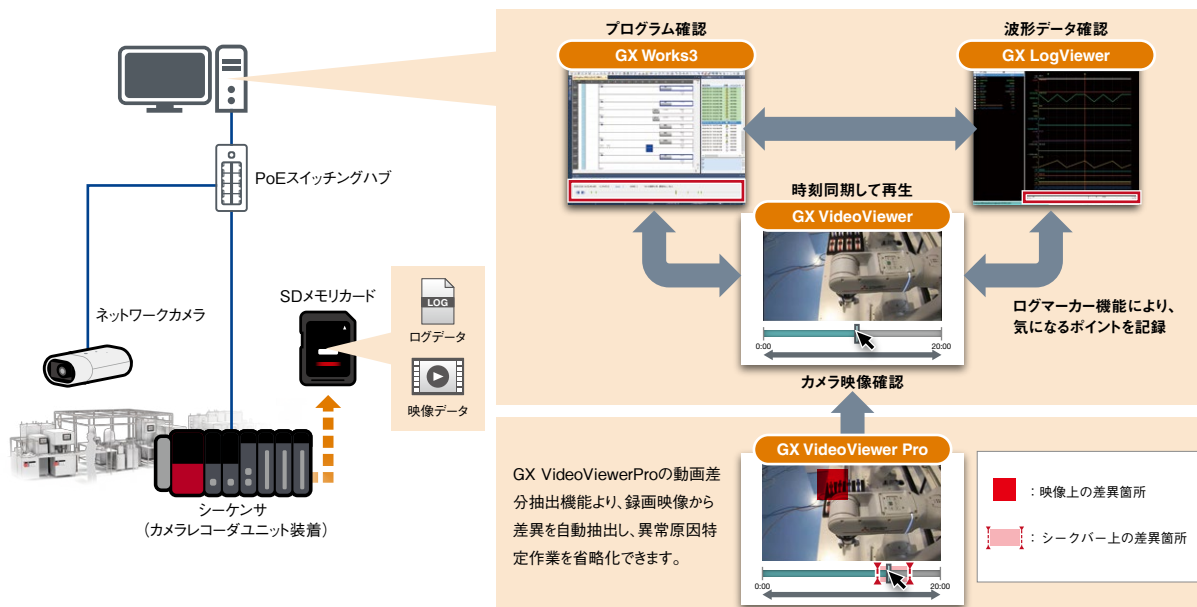 PoEスイッチングハブ
ネットワークカメラ
SDメモリカード
LOG
ログデータ
映像データ
シーケンサ
(カメラレコーダユニット装着)
プログラム確認
GX Works3
波形データ確認
GX LogViewer
時刻同期して再生
GX VideoViewer
0:00
20:00
カメラ映像確認
ログマーカー機能により、
気になるポイントを記録
GX VideoViewerProの動画差
分抽出機能より、録画映像から
差異を自動抽出し、異常原因特
定作業を省略化できます。
GX VideoViewer Pro
0:00
20:00
：映像上の差異箇所
：シークバー上の差異箇所